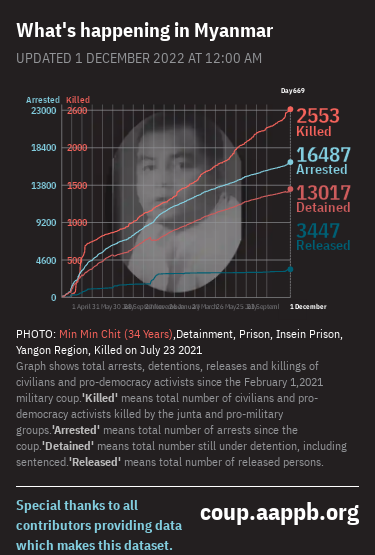 What's happening in Myanmar
UPDATED 1 DECEMBER 2022 AT 12:00 AM
Day669
Arrested Killed
23000 2600
2553
Killed
18400 2000
16487
Arrested
13800 1500
13017
Detained
9200 1000
3447
Released
4600 500
0
1 April 31 May 30
1 December
PHOTO: Min Min Chit (34 Years),Detainment, Prison, Insein Prison,
Yangon Region, Killed on July 23 2021
Graph shows total arrests, detentions, releases and killings of
civilians and pro-democracy activists since the February 1,2021
military coup.'Killed' means total number of civilians and pro-
democracy activists killed by the junta and pro-military
groups.'Arrested' means total number of arrests since the
coup.'Detained' means total number still under detention, including
sentenced.'Released' means total number of released persons.
Special thanks to all
contributors providing data
which makes this dataset.
coup.aappb.org